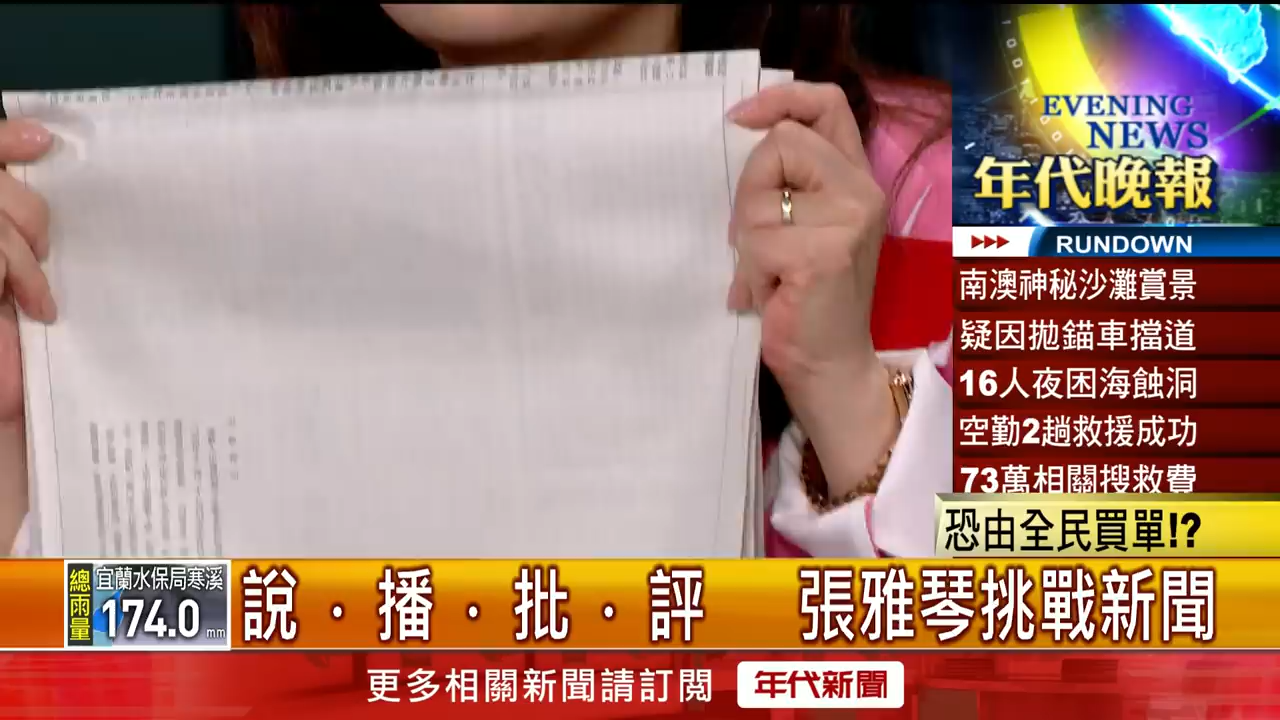 EVENING
NEWS
年代晚報
RUNDOWN
南澳神秘沙灘賞景
疑因拋錨車擋道
16人夜困海蝕洞
空勤2趟救援成功
73萬相關搜救費
恐由全民買單!?
總雨量
宜蘭水保局寒溪
174.0 mm
說．播．批．評 張雅琴挑戰新聞
更多相關新聞請訂閱 年代新聞